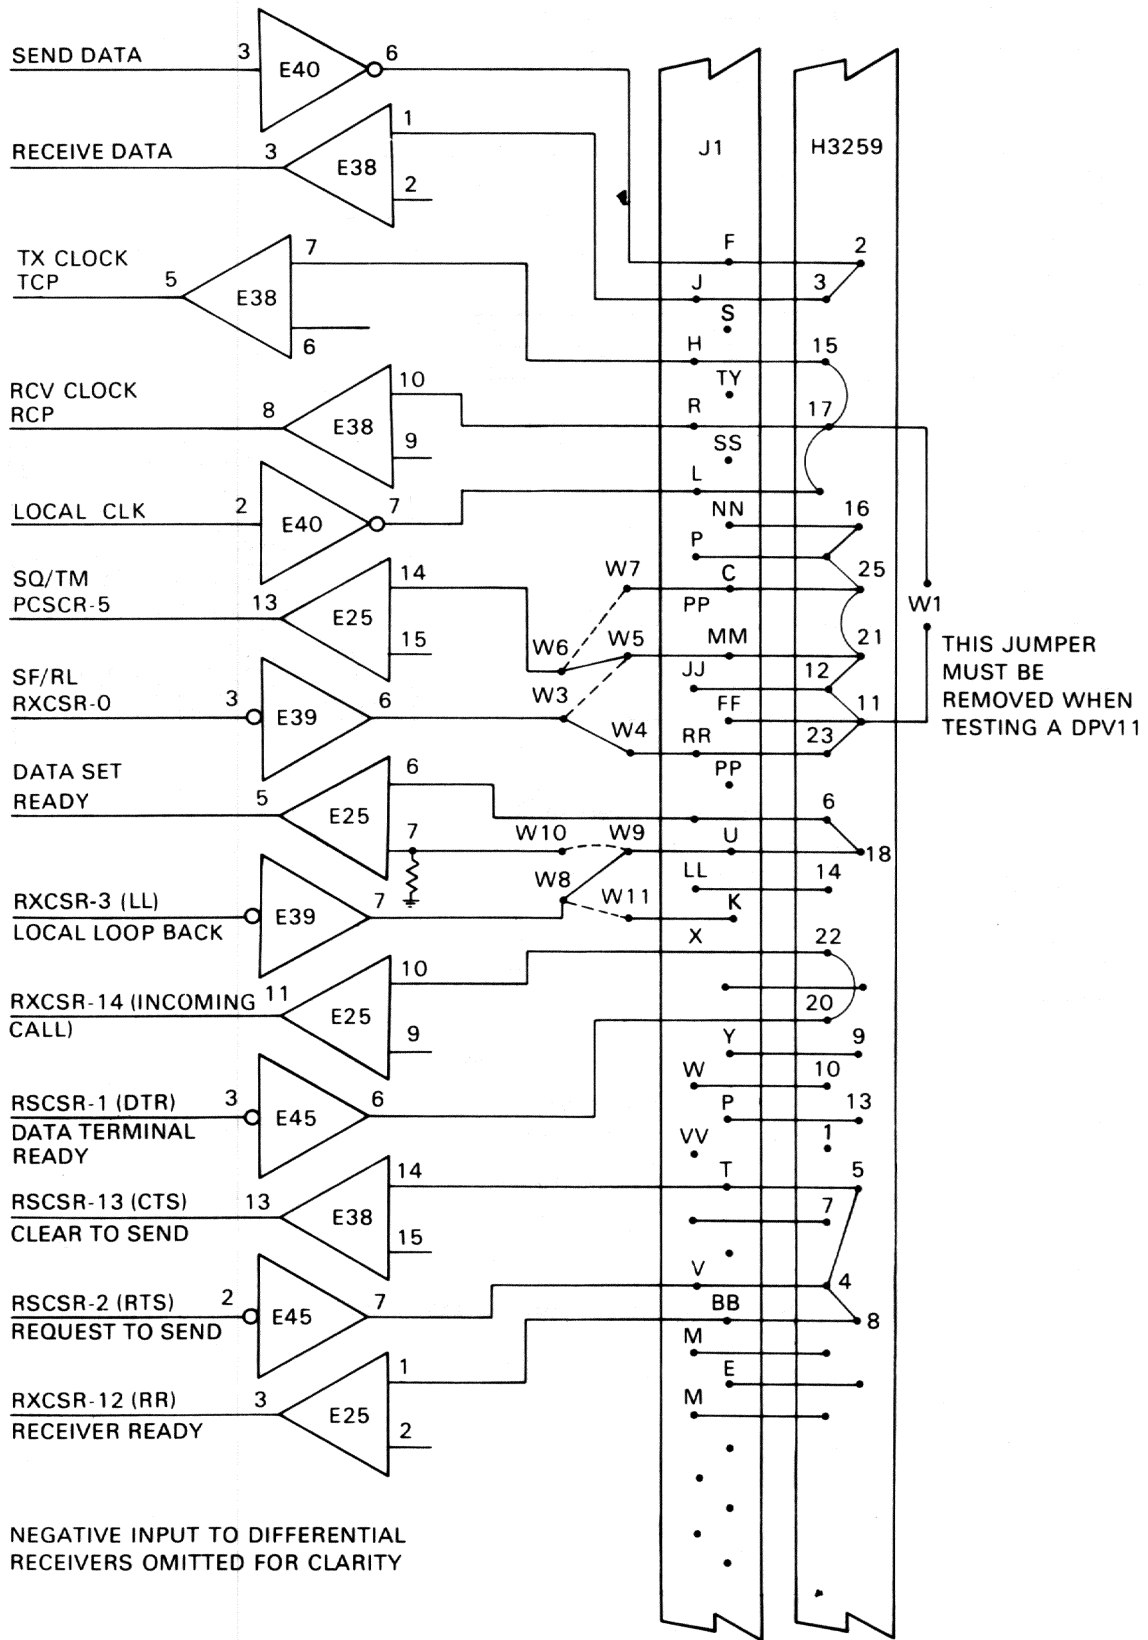 SEND DATA
3
E40
6
RECEIVE DATA
3
E38
1
2
J1
H3259
TX CLOCK
TCP
5
E38
7
6
F
2
J
3
S
H
15
TY
RCV CLOCK
RCP
8
E38
10
9
R
17
SS
L
LOCAL CLK
2
E40
7
NN
16
P
SQ/TM
PCSCR-5
13
E25
14
15
W7
C
25
PP
W1
W6
W5
MM
21
THIS JUMPER
MUST BE
REMOVED WHEN
TESTING A DPV11
SF/RL
RXCSR-0
3
E39
6
W3
JJ
12
FF
11
W4
RR
23
PP
DATA SET
READY
5
E25
6
7
6
W10
W9
U
18
W8
LL
14
RXCSR-3 (LL)
LOCAL LOOP BACK
E39
7
W11
K
X
22
RXCSR-14 (INCOMING
CALL)
11
E25
10
9
20
Y
9
W
10
RSCSR-1 (DTR)
DATA TERMINAL
READY
3
E45
6
P
13
VV
1
RSCSR-13 (CTS)
CLEAR TO SEND
13
E38
14
15
T
5
7
RSCSR-2 (RTS)
REQUEST TO SEND
2
E45
7
V
4
BB
8
M
E
RXCSR-12 (RR)
RECEIVER READY
3
E25
1
2
M
NEGATIVE INPUT TO DIFFERENTIAL
RECEIVERS OMITTED FOR CLARITY